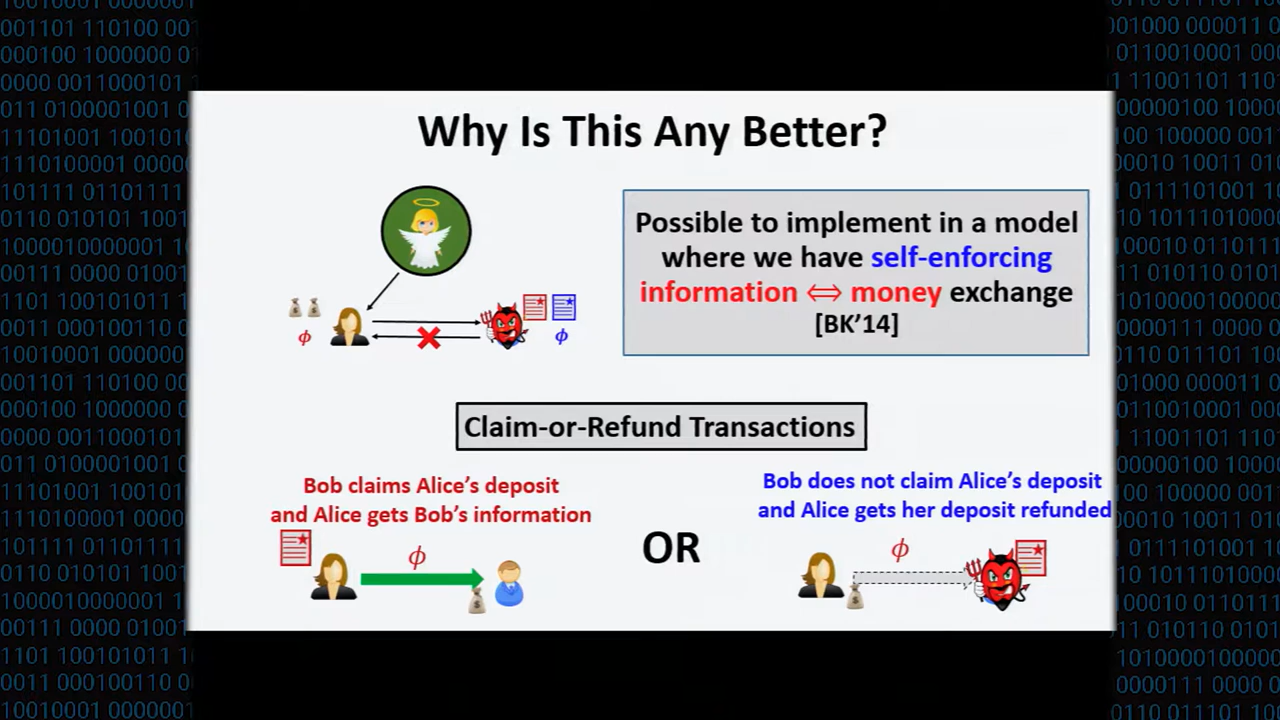 Why Is This Any Better?
Possible to implement in a model
where we have self-enforcing
information ⇔ money exchange
[BK’14]
ϕ
ϕ
Claim-or-Refund Transactions
Bob claims Alice’s deposit
and Alice gets Bob’s information
ϕ
OR
Bob does not claim Alice’s deposit
and Alice gets her deposit refunded
ϕ